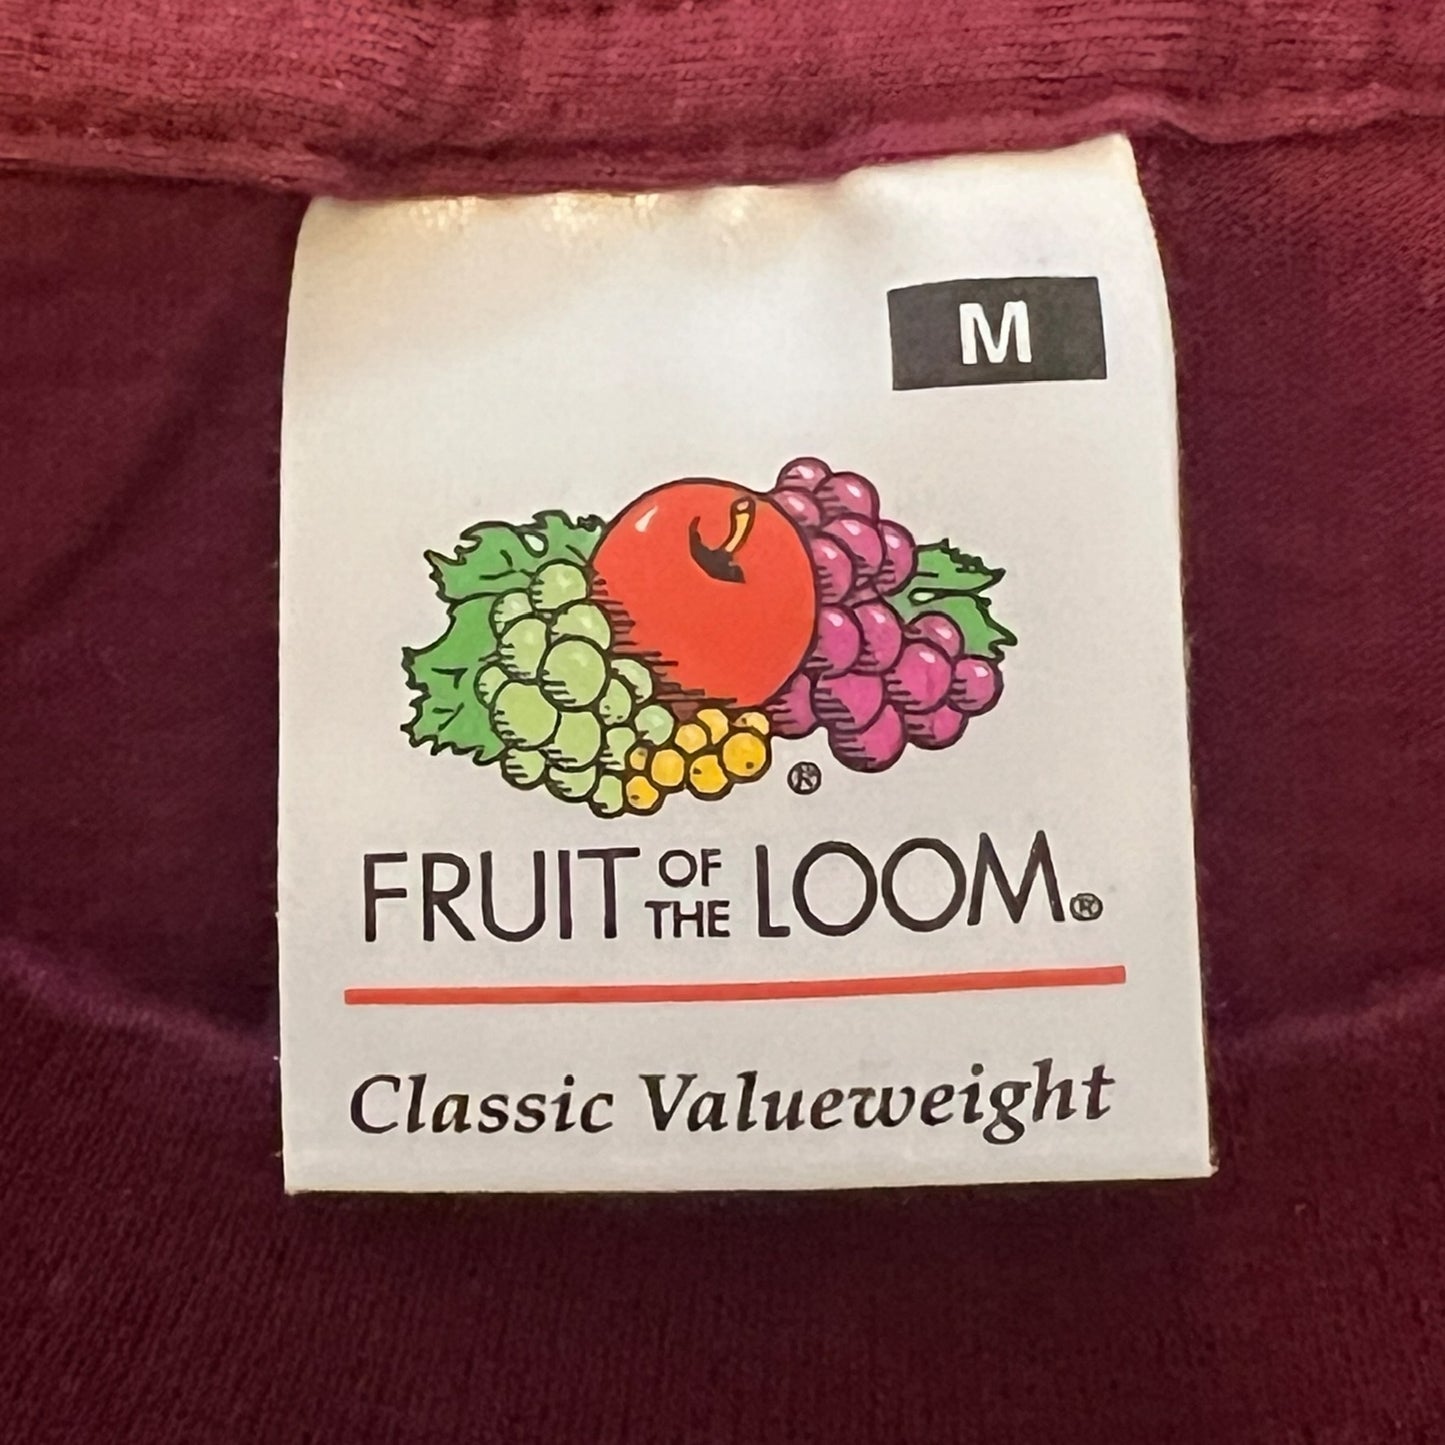 M
®
FRUIT OF THE LOOM®
Classic Valueweight